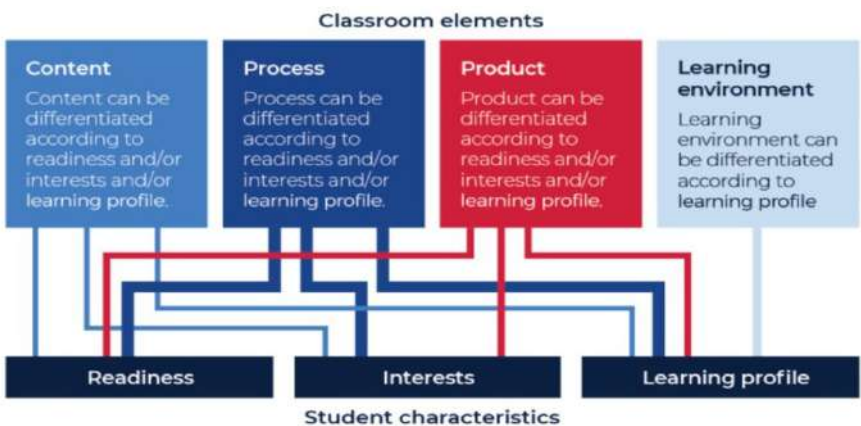 Classroom elements
Content
Content can be
differentiated
according to
readiness and/or
interests and/or
learning profile.
Process
Process can be
differentiated
according to
readiness and/or
interests and/or
learning profile.
Product
Product can be
differentiated
according to
readiness and/or
interests and/or
learning profile.
Learning
environment
Learning
environment can
be differentiated
according to
learning profile
Readiness
Interests
Learning profile
Student characteristics